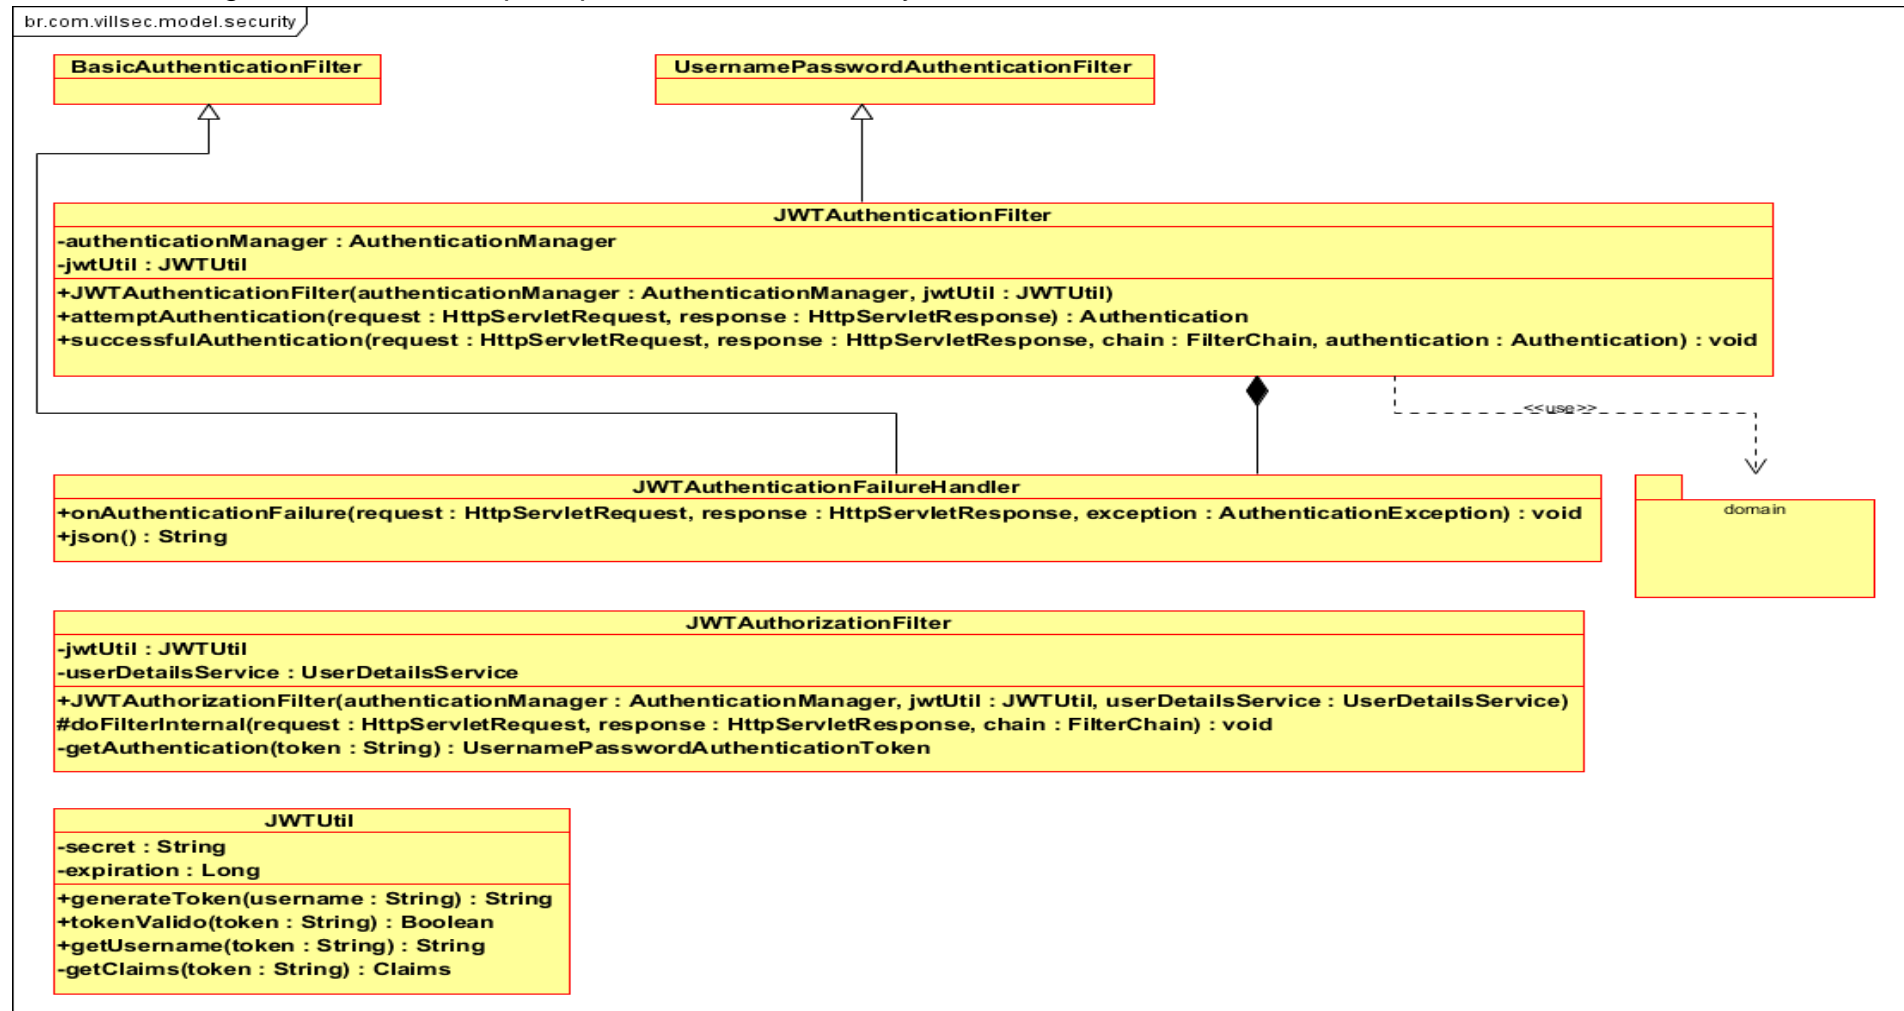 br.com.villsec.model.security
BasicAuthenticationFilter
UsernamePasswordAuthenticationFilter
JWTAuthenticationFilter
-authenticationManager : AuthenticationManager
-jwtUtil : JWTUtil
+JWTAuthenticationFilter(authenticationManager : AuthenticationManager, jwtUtil : JWTUtil)
+attemptAuthentication(request : HttpServletRequest, response : HttpServletResponse) : Authentication
+successfulAuthentication(request : HttpServletRequest, response : HttpServletResponse, chain : FilterChain, authentication : Authentication) : void
<<use>>
JWTAuthenticationFailureHandler
+onAuthenticationFailure(request : HttpServletRequest, response : HttpServletResponse, exception : AuthenticationException) : void
+json() : String
domain
JWTAuthorizationFilter
-jwtUtil : JWTUtil
-userDetailsService : UserDetailsService
+JWTAuthorizationFilter(authenticationManager : AuthenticationManager, jwtUtil : JWTUtil, userDetailsService : UserDetailsService)
#doFilterInternal(request : HttpServletRequest, response : HttpServletResponse, chain : FilterChain) : void
-getAuthentication(token : String) : UsernamePasswordAuthenticationToken
JWTUtil
-secret : String
-expiration : Long
+generateToken(username : String) : String
+tokenValido(token : String) : Boolean
+getUsername(token : String) : String
-getClaims(token : String) : Claims